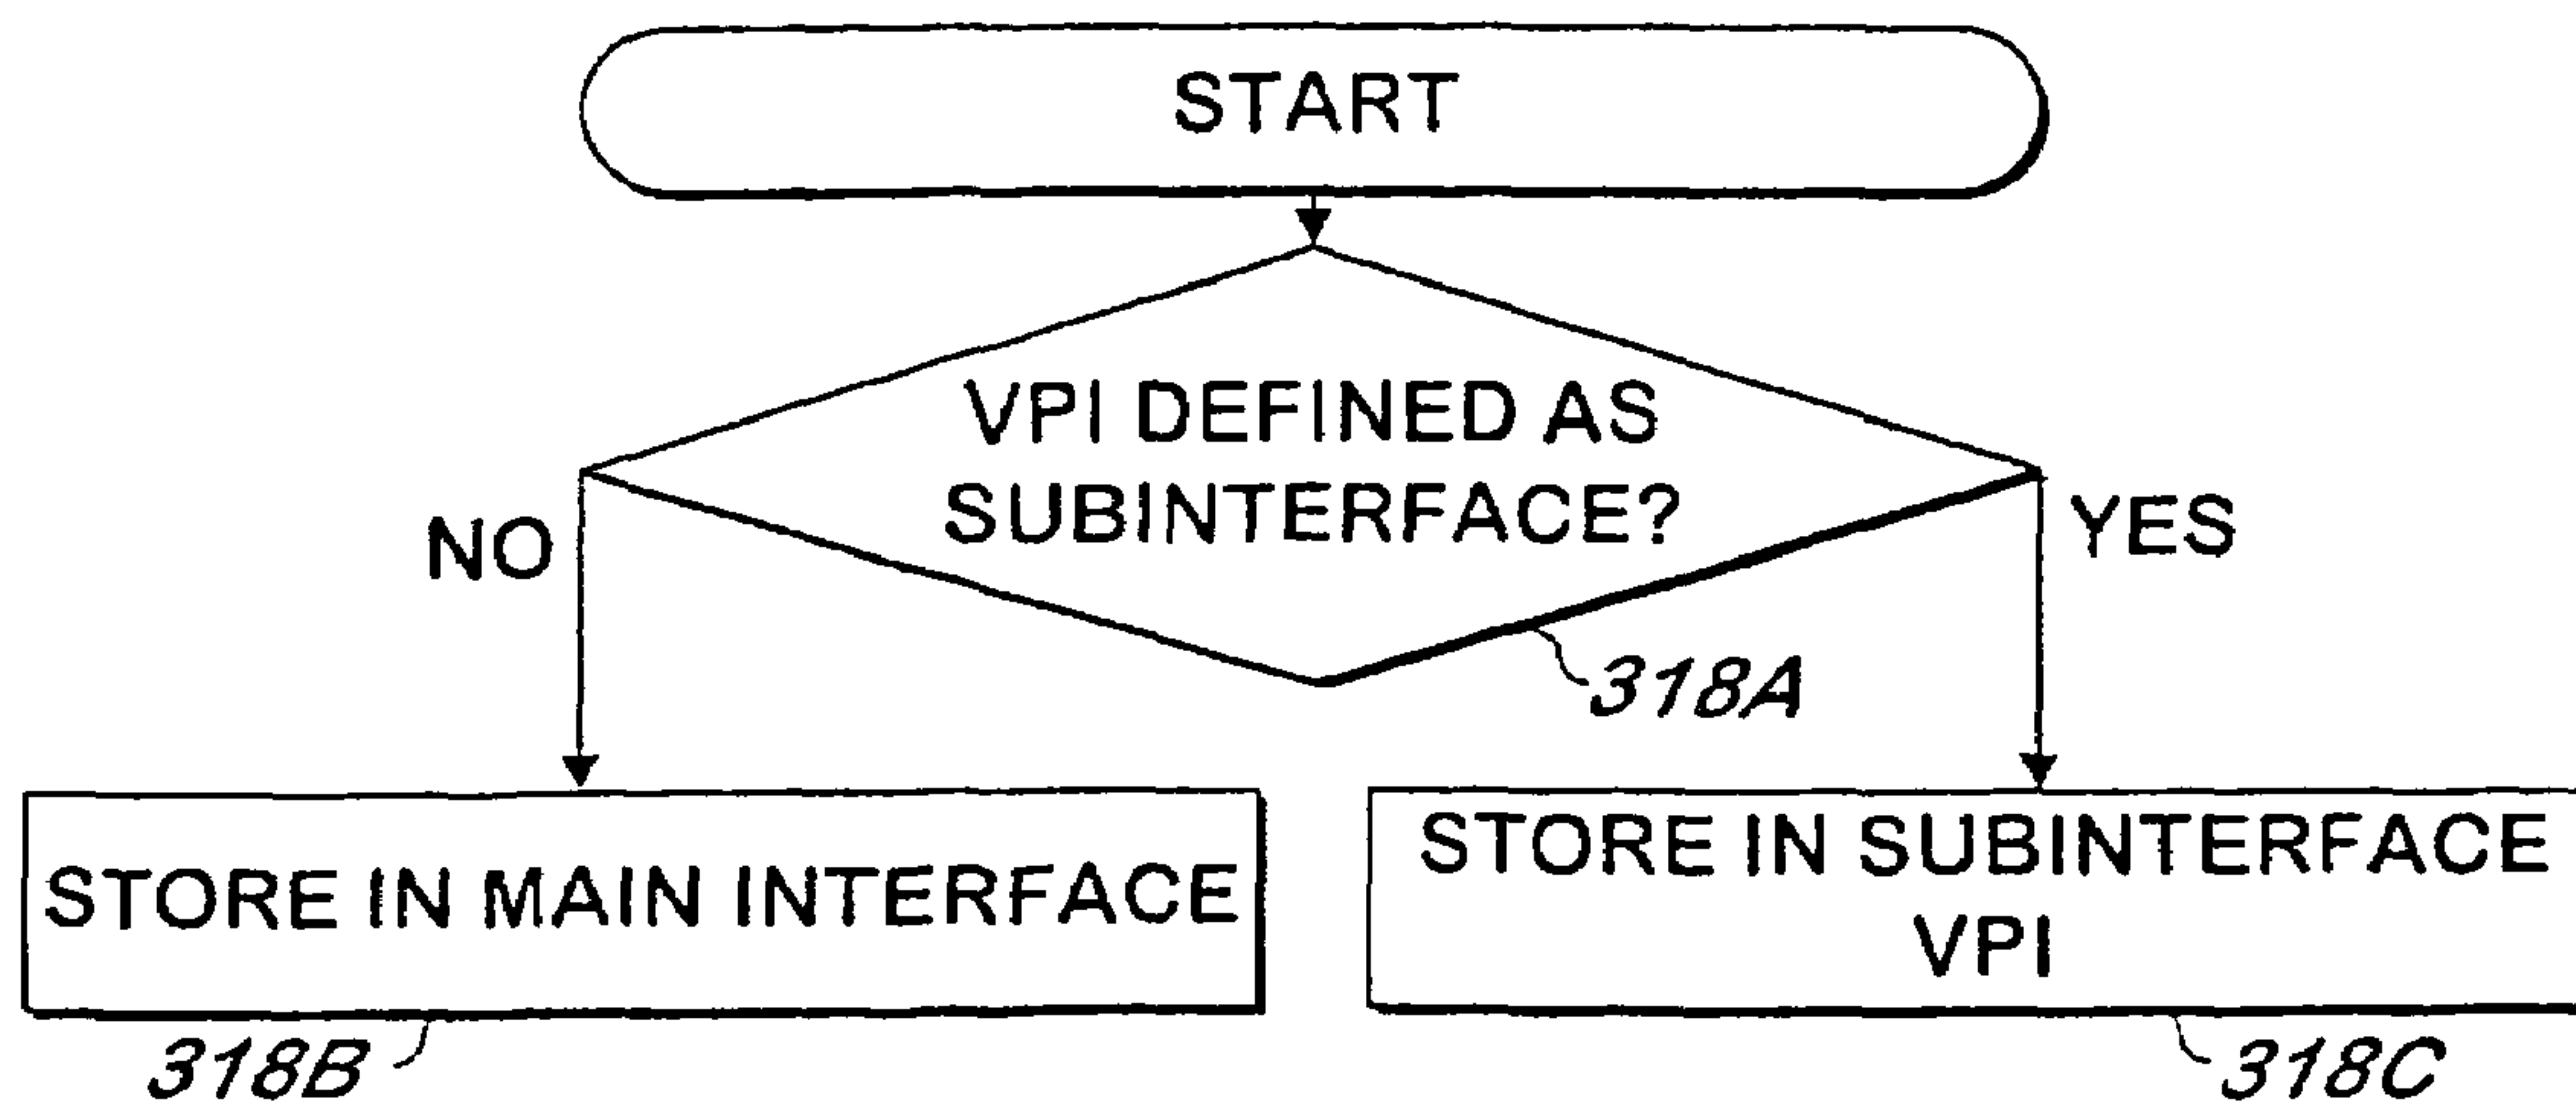 START
VPI DEFINED AS
SUBINTERFACE?
NO
YES
318A
STORE IN MAIN INTERFACE
STORE IN SUBINTERFACE
VPI
318B
318C